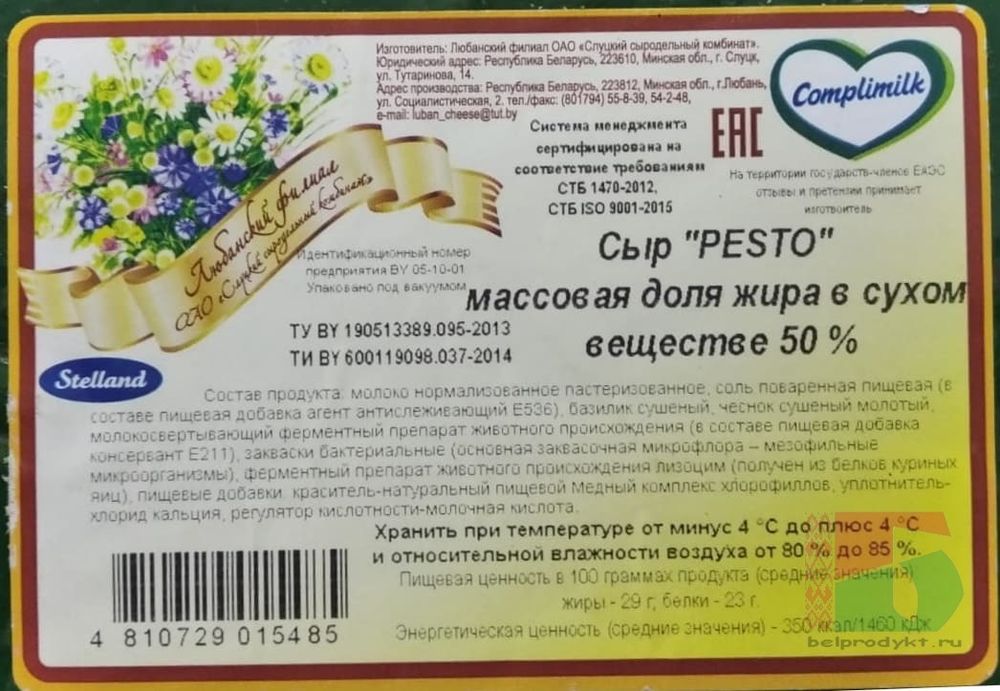 Изготовитель: Любанский филиал ОАО «Слуцкий сыродельный комбинат».
Юридический адрес: Республика Беларусь, 223610, Минская обл., г. Слуцк,
ул. Тутаринова, 14.
Адрес производства: Республика Беларусь, 223812, Минская обл., г.Любань,
ул. Социалистическая, 2. тел./факс: (801794) 55-8-39, 54-2-48,
e-mail: luban_cheese@tut.by
Complimilk
EAC
Система менеджмента
сертифицирована на
соответствие требованиям
СТБ 1470-2012,
СТБ ISO 9001-2015
На территории государств-членов ЕАЭС
отзывы и претензии принимает
изготовитель
Любанский филиал
ОАО «Слуцкий сыродельный комбинат»
Идентификационный номер
предприятия BY 05-10-01
Упаковано под вакуумом
Сыр "PESTO"
массовая доля жира в сухом
веществе 50 %
ТУ BY 190513389.095-2013
ТИ BY 600119098.037-2014
Stelland
Состав продукта: молоко нормализованное пастеризованное, соль поваренная пищевая (в
составе пищевая добавка агент антислеживающий Е536), базилик сушеный, чеснок сушеный молотый,
молокосвертывающий ферментный препарат животного происхождения (в составе пищевая добавка
консервант Е211), закваски бактериальные (основная заквасочная микрофлора – мезофильные
микроорганизмы), ферментный препарат животного происхождения лизоцим (получен из белков куриных
яиц), пищевые добавки: краситель-натуральный пищевой Медный комплекс хлорофиллов, уплотнитель-
хлорид кальция, регулятор кислотности-молочная кислота.
Хранить при температуре от минус 4 °С до плюс 4 °С
и относительной влажности воздуха от 80 % до 85 %.
Пищевая ценность в 100 граммах продукта (средние значения)
жиры - 29 г, белки - 23 г.
Энергетическая ценность (средние значения) - 350 ккал/1460 кДж
4 810729 015485
belprodykt.ru